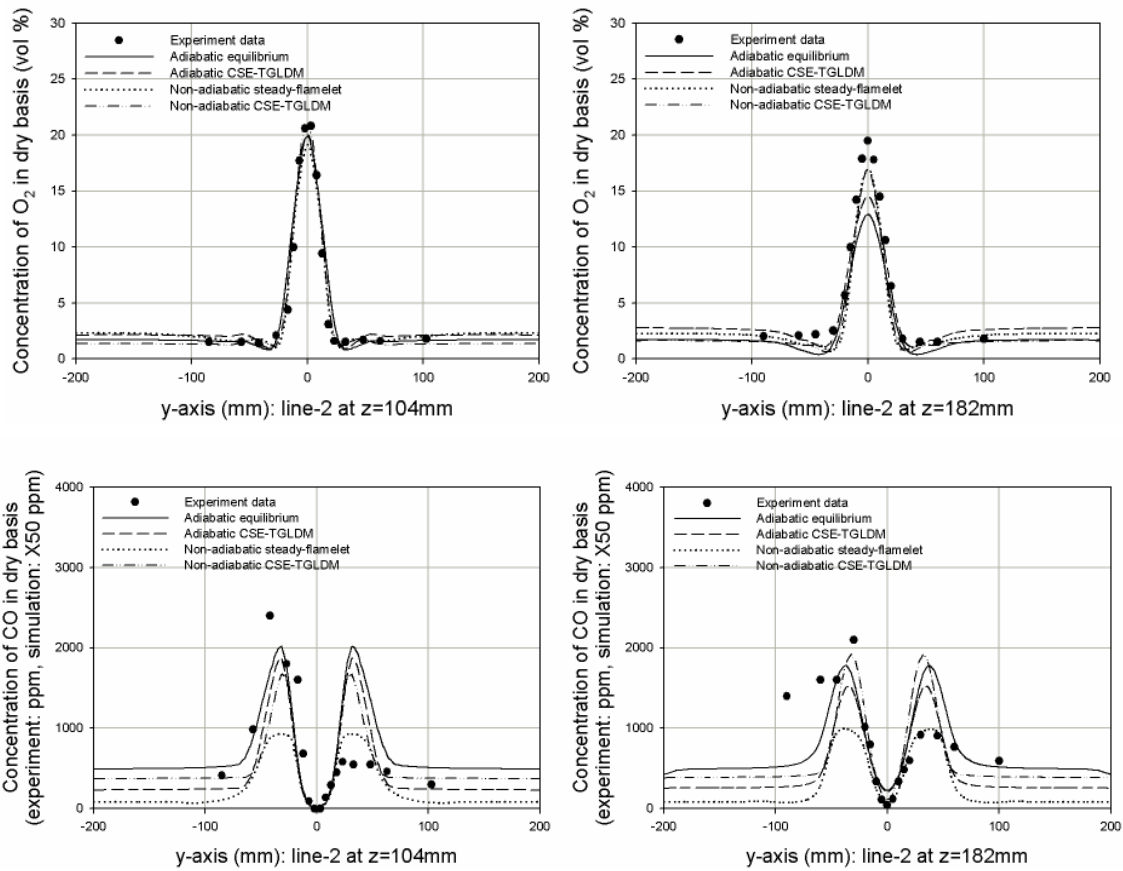 Concentration of O2 in dry basis (vol %)
30
25
20
15
10
5
0
Experiment data
Adiabatic equilibrium
Adiabatic CSE-TGLDM
Non-adiabatic steady-flamelet
Non-adiabatic CSE-TGLDM
-200 -100 0 100 200
y-axis (mm): line-2 at z=104mm
Concentration of O2 in dry basis (vol %)
30
25
20
15
10
5
0
Experiment data
Adiabatic equilibrium
Adiabatic CSE-TGLDM
Non-adiabatic steady-flamelet
Non-adiabatic CSE-TGLDM
-200 -100 0 100 200
y-axis (mm): line-2 at z=182mm
Concentration of CO in dry basis
(experiment: ppm, simulation: X50 ppm)
4000
3000
2000
1000
0
Experiment data
Adiabatic equilibrium
Adiabatic CSE-TGLDM
Non-adiabatic steady-flamelet
Non-adiabatic CSE-TGLDM
-200 -100 0 100 200
y-axis (mm): line-2 at z=104mm
Concentration of CO in dry basis
(experiment: ppm, simulation: X50 ppm)
4000
3000
2000
1000
0
Experiment data
Adiabatic equilibrium
Adiabatic CSE-TGLDM
Non-adiabatic steady-flamelet
Non-adiabatic CSE-TGLDM
-200 -100 0 100 200
y-axis (mm): line-2 at z=182mm